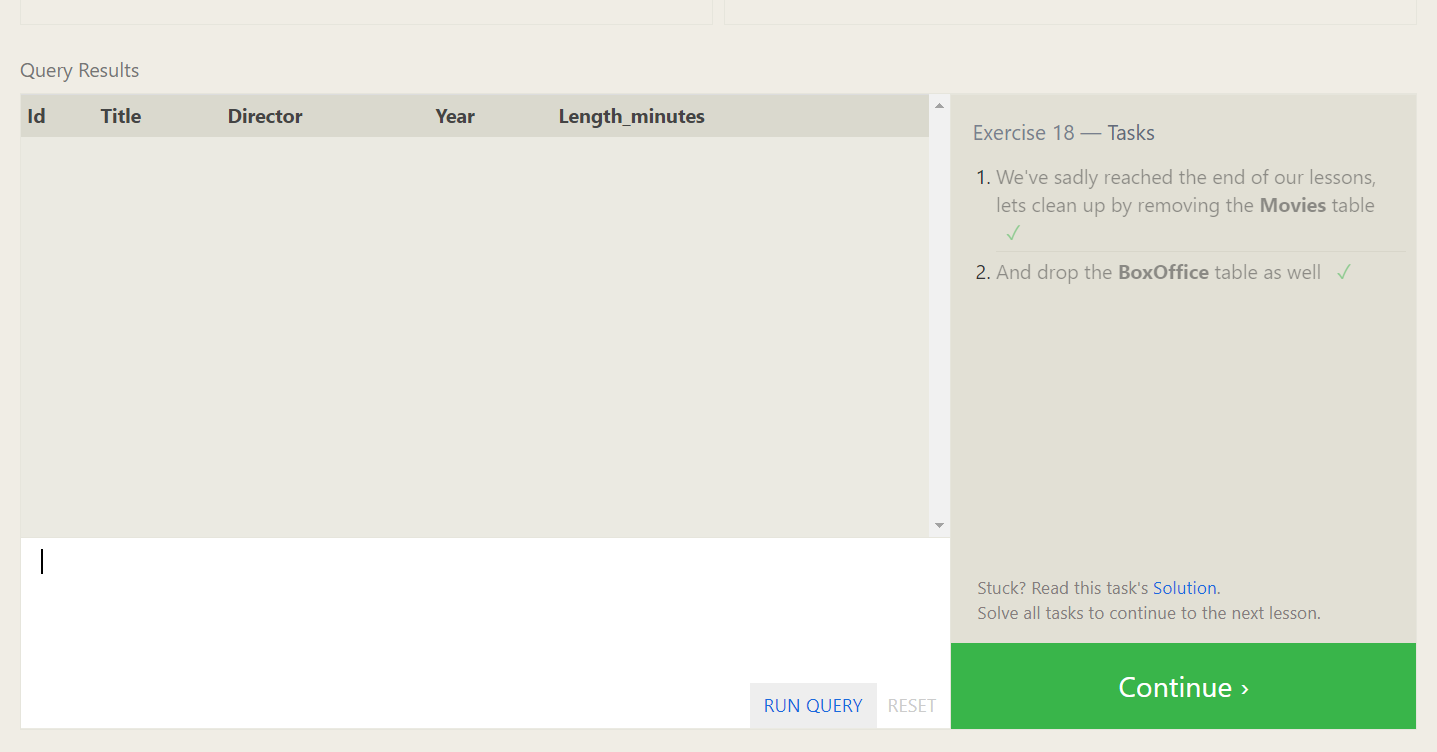 Query Results
Id Title Director Year Length_minutes
Exercise 18 — Tasks
1. We've sadly reached the end of our lessons,
lets clean up by removing the Movies table
✓
2. And drop the BoxOffice table as well ✓
Stuck? Read this task's Solution.
Solve all tasks to continue to the next lesson.
RUN QUERY RESET
Continue ›